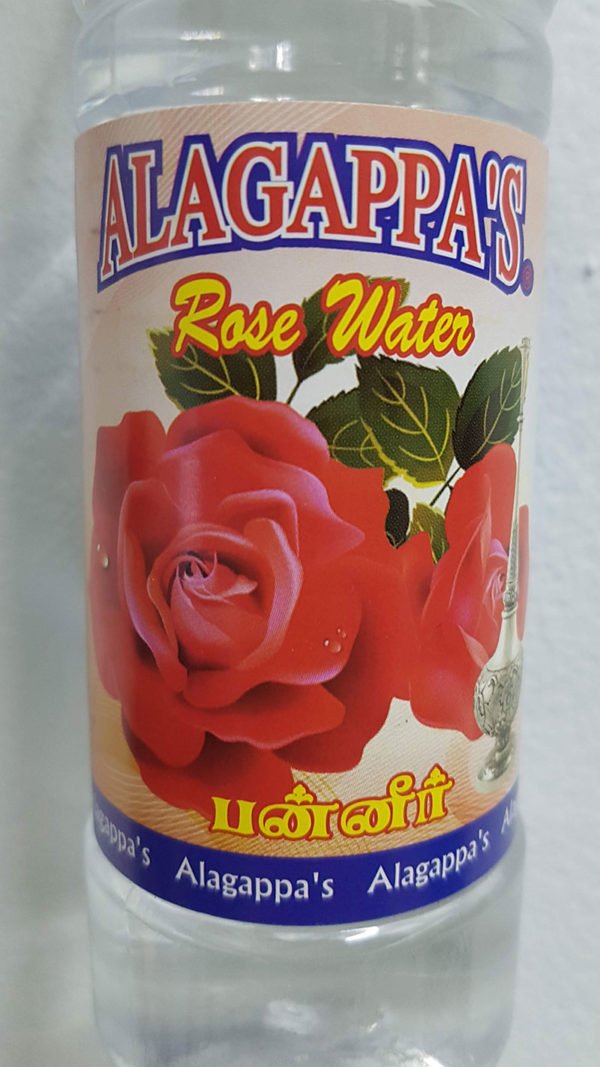 ALAGAPPA'S®
Rose Water
பன்னீர்
Alagappa's Alagappa's